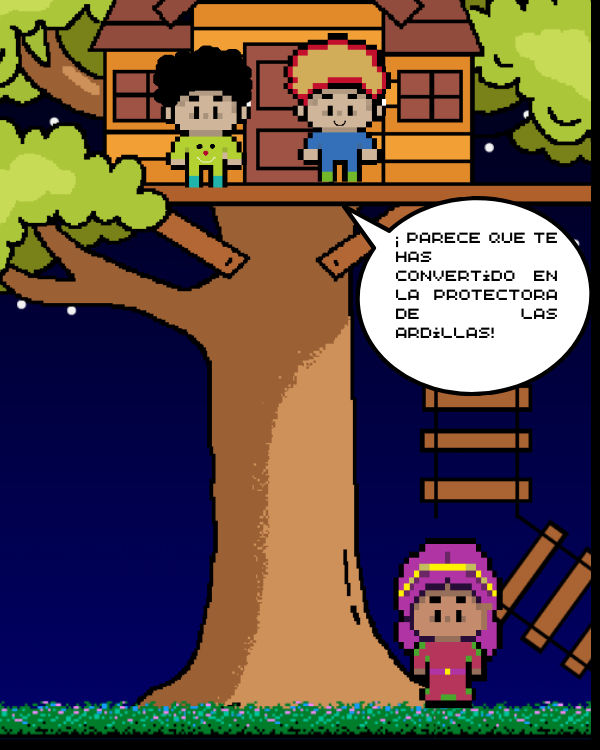 ¡ PARECE QUE TE
HAS
CONVERTiDO EN
LA PROTECTORA
DE LAS
ARDiLLAS!